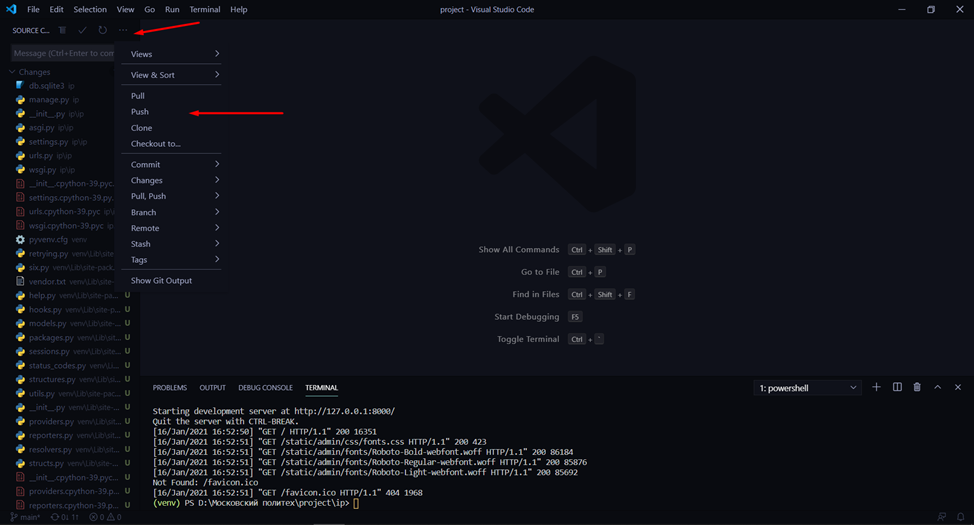 File Edit Selection View Go Run Terminal Help
project - Visual Studio Code
SOURCE C...
Message (Ctrl+Enter to com
Changes
db.sqlite3 ip
manage.py ip
__init__.py ip\ip
asgi.py ip\ip
settings.py ip\ip
urls.py ip\ip
wsgi.py ip\ip
__init__.cpython-39.pyc..
settings.cpython-39.py..
urls.cpython-39.pyc ip\
wsgi.cpython-39.pyc ip
pyvenv.cfg venv
retrying.py venv\Lib\site-
six.py venv\Lib\site-pack
vendor.txt venv\Lib\site-
help.py venv\Lib\site-pa... U
hooks.py venv\Lib\site-... U
models.py venv\Lib\site-... U
packages.py venv\Lib\si... U
sessions.py venv\Lib\sit... U
status_codes.py venv\Li... U
structures.py venv\Lib\si... U
utils.py venv\Lib\site-pac... U
__init__.py venv\Lib\site-... U
providers.py venv\Lib\si... U
reporters.py venv\Lib\si... U
resolvers.py venv\Lib\sit... U
structs.py venv\Lib\site-... U
__init__.cpython-39.pyc... U
providers.cpython-39.p... U
reporters.cpython-39.p... U
Views
View & Sort
Pull
Push
Clone
Checkout to...
Commit
Changes
Pull, Push
Branch
Remote
Stash
Tags
Show Git Output
Show All Commands Ctrl + Shift + P
Go to File Ctrl + P
Find in Files Ctrl + Shift + F
Start Debugging F5
Toggle Terminal Ctrl + `
PROBLEMS OUTPUT DEBUG CONSOLE TERMINAL
1: powershell
Starting development server at http://127.0.0.1:8000/
Quit the server with CTRL-BREAK.
[16/Jan/2021 16:52:50] "GET / HTTP/1.1" 200 16351
[16/Jan/2021 16:52:51] "GET /static/admin/css/fonts.css HTTP/1.1" 200 423
[16/Jan/2021 16:52:51] "GET /static/admin/fonts/Roboto-Bold-webfont.woff HTTP/1.1" 200 86184
[16/Jan/2021 16:52:51] "GET /static/admin/fonts/Roboto-Regular-webfont.woff HTTP/1.1" 200 85876
[16/Jan/2021 16:52:51] "GET /static/admin/fonts/Roboto-Light-webfont.woff HTTP/1.1" 200 85692
Not Found: /favicon.ico
[16/Jan/2021 16:52:51] "GET /favicon.ico HTTP/1.1" 404 1968
(venv) PS D:\Московский политех\project\ip>
main* 0↓ 1↑ 0 0